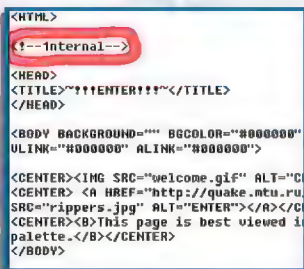 <HTML>
<!--1nternal-->
<HEAD>
<TITLE>~!!!ENTER!!!~</TITLE>
</HEAD>
<BODY BACKGROUND="" BGCOLOR="#000000"
VLINK="#000000" ALINK="#000000">
<CENTER><IMG SRC="welcome.gif" ALT="C
<CENTER> <A HREF="http://quake.mtu.ru/
SRC="rippers.jpg" ALT="ENTER"></A></C
<CENTER><B>This page is best viewed i
palette.</B></CENTER>
</BODY>